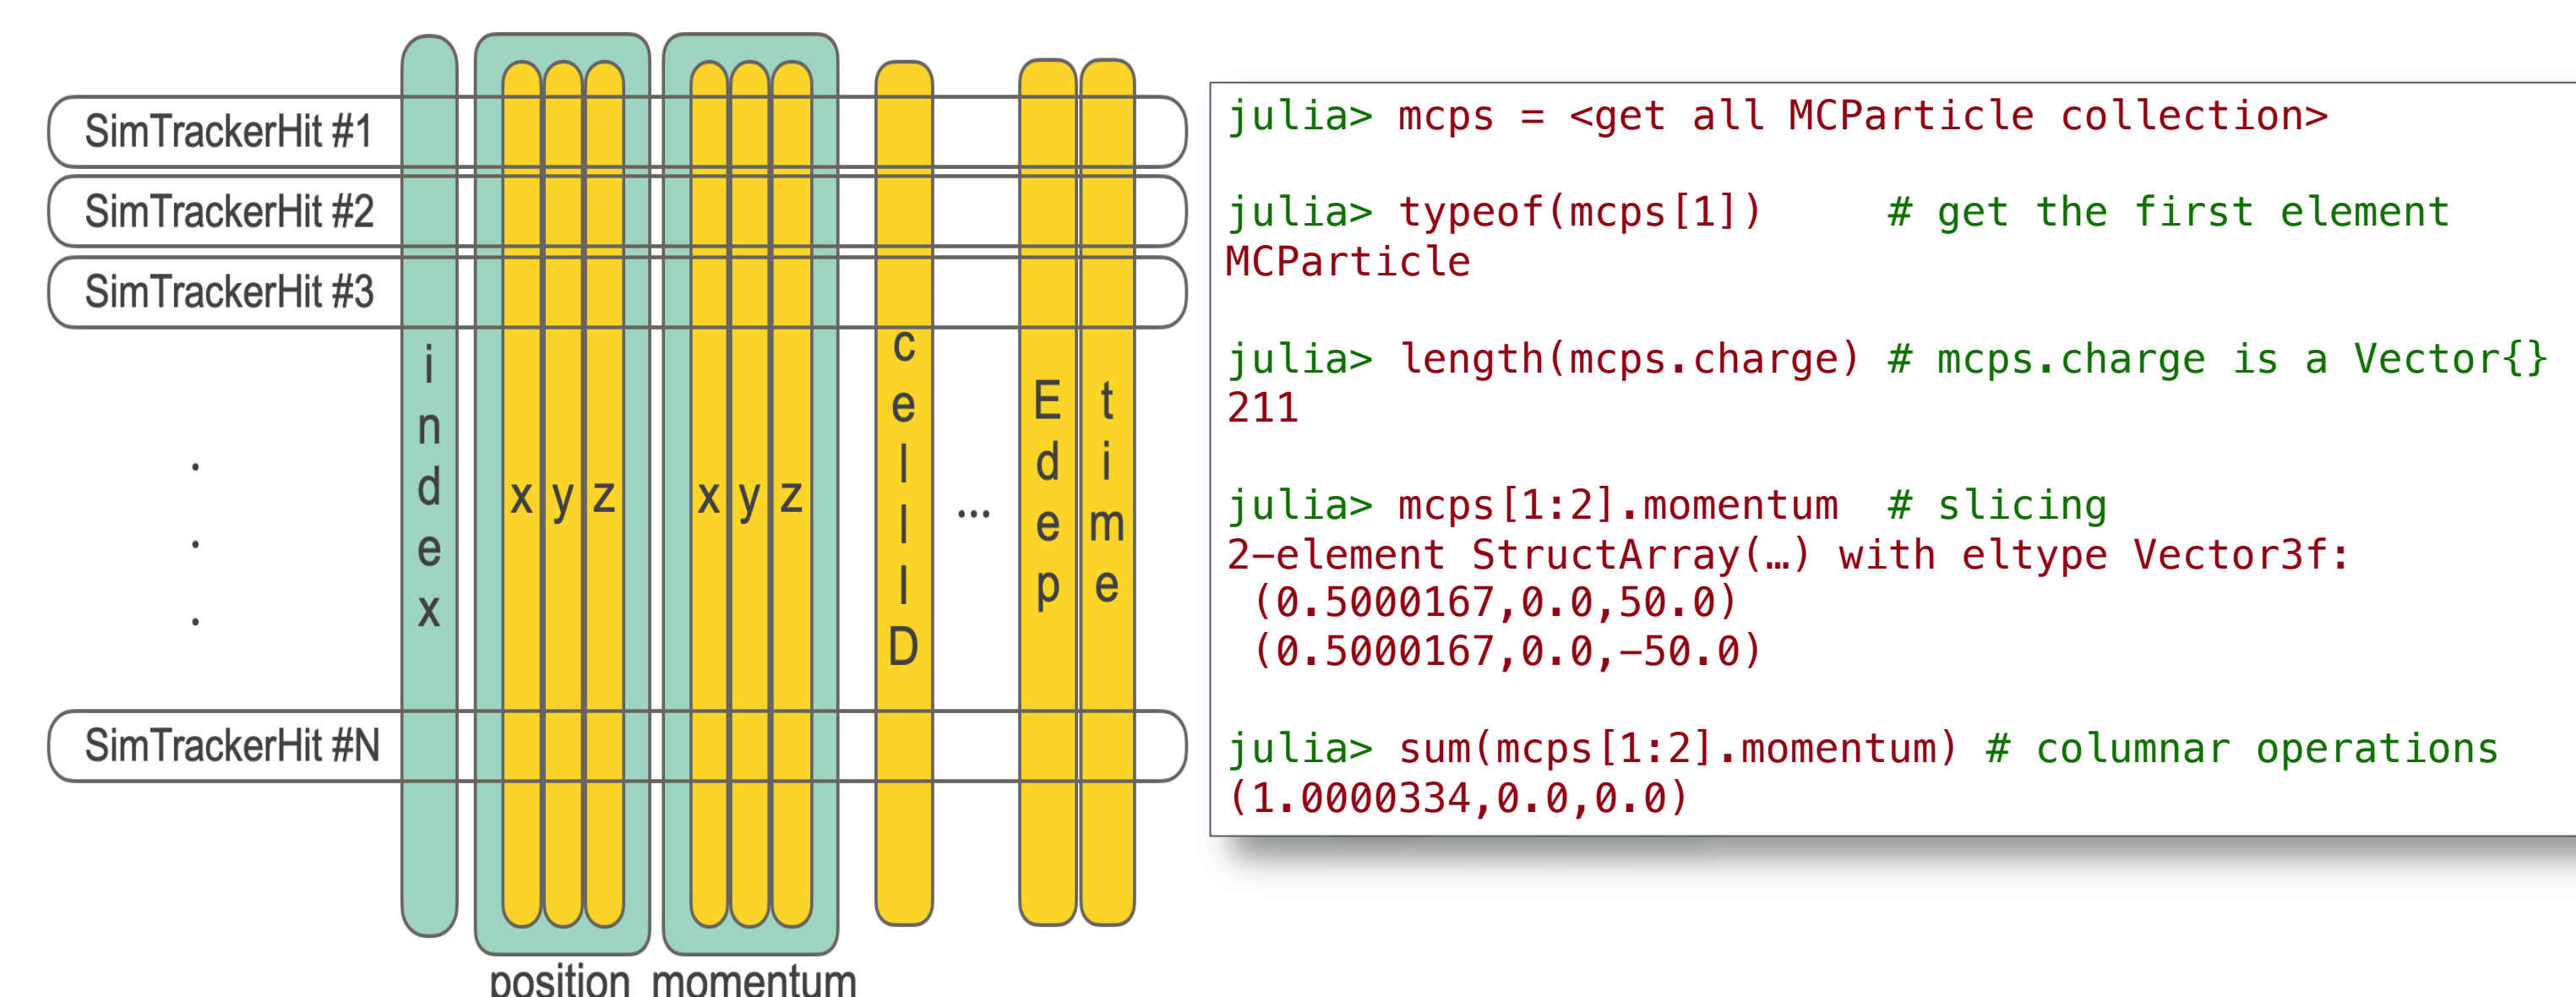 SimTrackerHit #1
SimTrackerHit #2
SimTrackerHit #3
.
.
.
SimTrackerHit #N
index
x y z
x y z
cellID
...
Edep
time
position momentum
julia> mcps = <get all MCParticle collection>
julia> typeof(mcps[1])     # get the first element
MCParticle
julia> length(mcps.charge) # mcps.charge is a Vector{}
211
julia> mcps[1:2].momentum  # slicing
2–element StructArray(…) with eltype Vector3f:
 (0.5000167,0.0,50.0)
 (0.5000167,0.0,–50.0)
julia> sum(mcps[1:2].momentum) # columnar operations
(1.0000334,0.0,0.0)